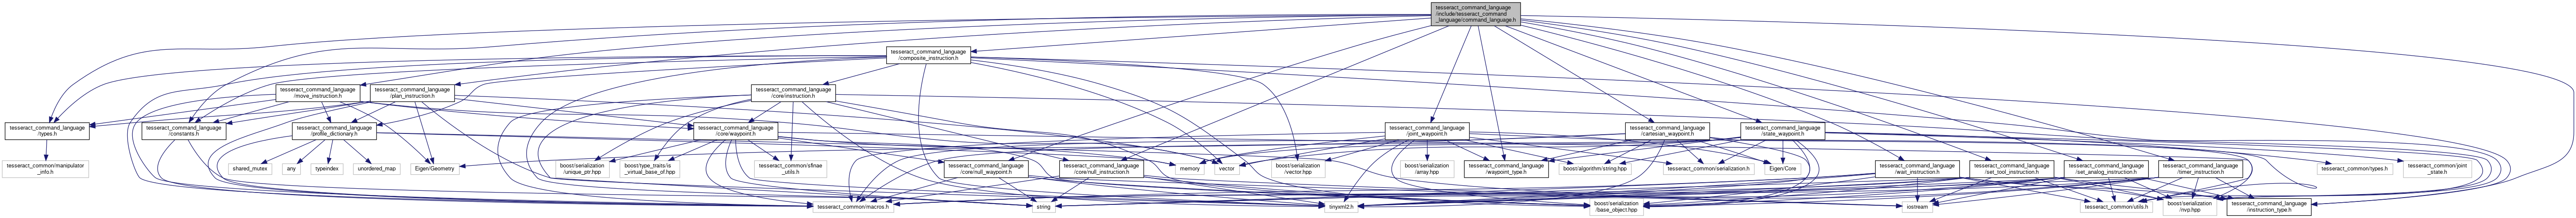 tesseract_command_language
/include/tesseract_command
_language/command_language.h
tesseract_command_language
/composite_instruction.h
tesseract_command_language
/move_instruction.h
tesseract_command_language
/plan_instruction.h
tesseract_command_language
/core/instruction.h
tesseract_command_language
/types.h
tesseract_command_language
/constants.h
tesseract_command_language
/profile_dictionary.h
tesseract_command_language
/core/waypoint.h
tesseract_command_language
/joint_waypoint.h
tesseract_command_language
/cartesian_waypoint.h
tesseract_command_language
/state_waypoint.h
tesseract_common/manipulator
_info.h
shared_mutex
any
typeindex
unordered_map
Eigen/Geometry
boost/serialization
/unique_ptr.hpp
boost/type_traits/is
_virtual_base_of.hpp
tesseract_common/sfinae
_utils.h
tesseract_command_language
/core/null_waypoint.h
tesseract_command_language
/core/null_instruction.h
memory
vector
boost/serialization
/vector.hpp
boost/serialization
/array.hpp
tesseract_command_language
/waypoint_type.h
boost/algorithm/string.hpp
tesseract_common/serialization.h
Eigen/Core
tesseract_command_language
/wait_instruction.h
tesseract_command_language
/set_tool_instruction.h
tesseract_command_language
/set_analog_instruction.h
tesseract_command_language
/timer_instruction.h
tesseract_common/types.h
tesseract_common/joint
_state.h
tesseract_common/macros.h
string
tinyxml2.h
boost/serialization
/base_object.hpp
iostream
tesseract_common/utils.h
boost/serialization
/nvp.hpp
tesseract_command_language
/instruction_type.h